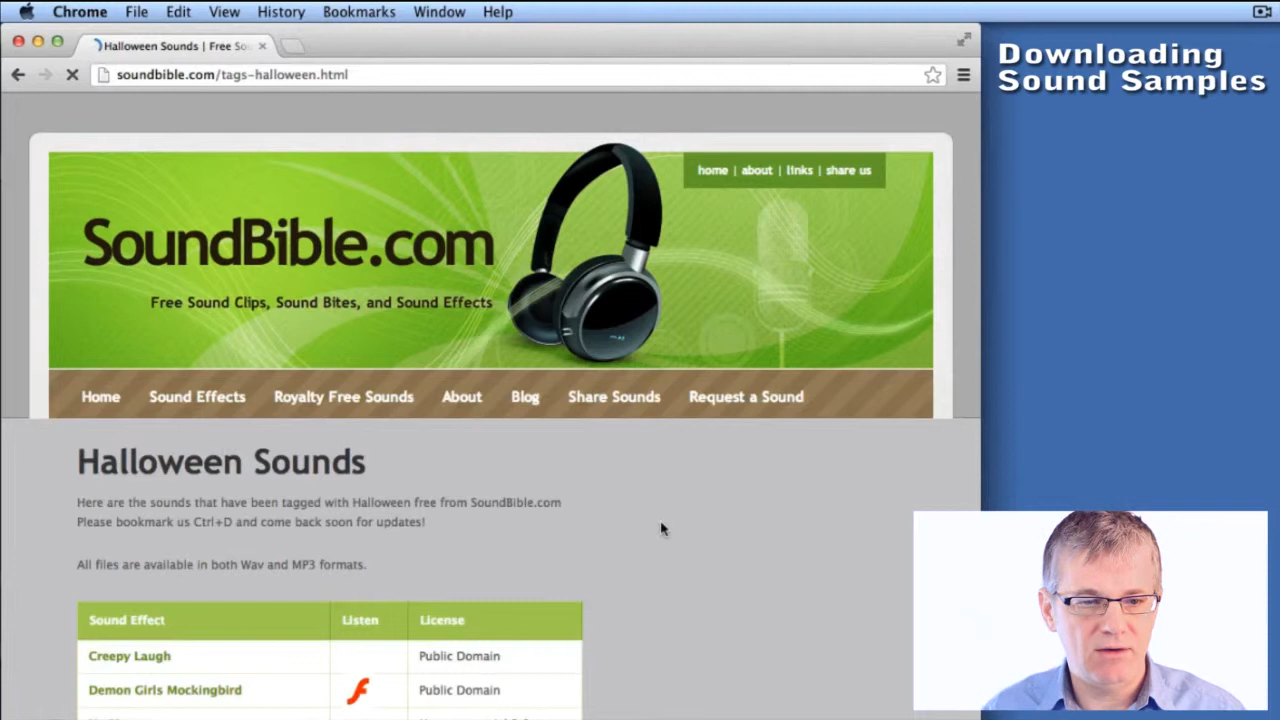 Chrome File Edit View History Bookmarks Window Help
Halloween Sounds | Free So
soundbible.com/tags-halloween.html
Downloading
Sound Samples
home | about | links | share us
SoundBible.com
Free Sound Clips, Sound Bites, and Sound Effects
Home Sound Effects Royalty Free Sounds About Blog Share Sounds Request a Sound
Halloween Sounds
Here are the sounds that have been tagged with Halloween free from SoundBible.com
Please bookmark us Ctrl+D and come back soon for updates!
All files are available in both Wav and MP3 formats.
Sound Effect Listen License
Creepy Laugh Public Domain
Demon Girls Mockingbird Public Domain